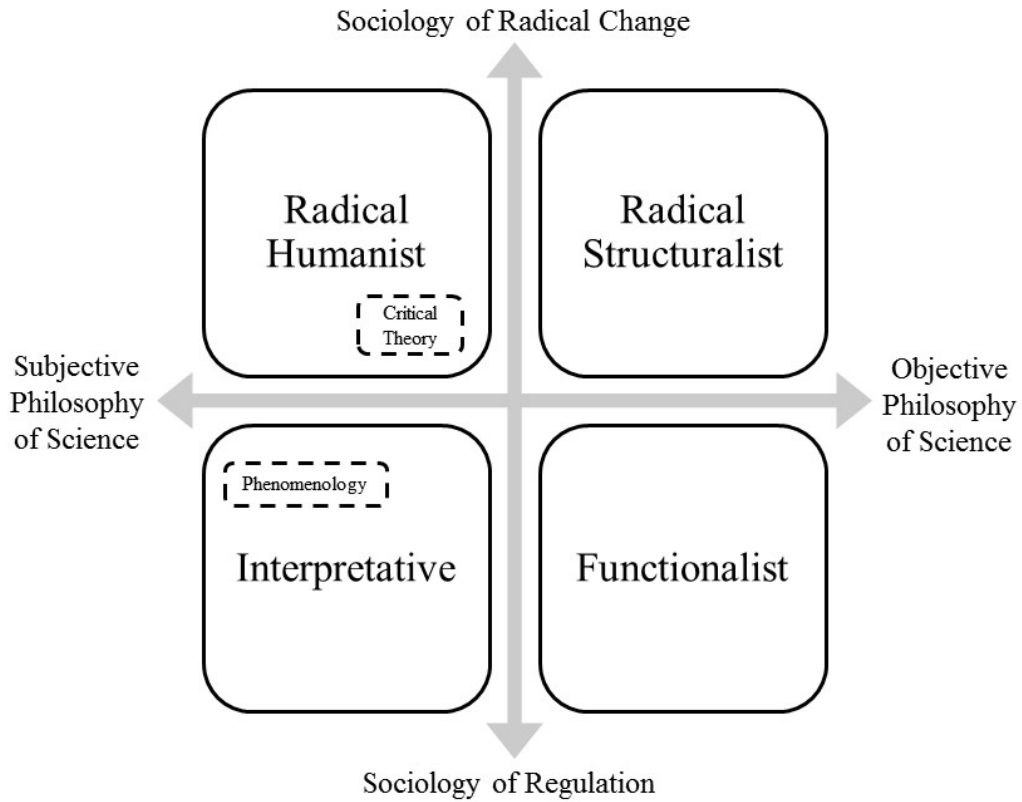 Sociology of Radical Change
Radical
Humanist
Radical
Structuralist
Critical
Theory
Subjective
Philosophy
of Science
Objective
Philosophy
of Science
Phenomenology
Interpretative
Functionalist
Sociology of Regulation